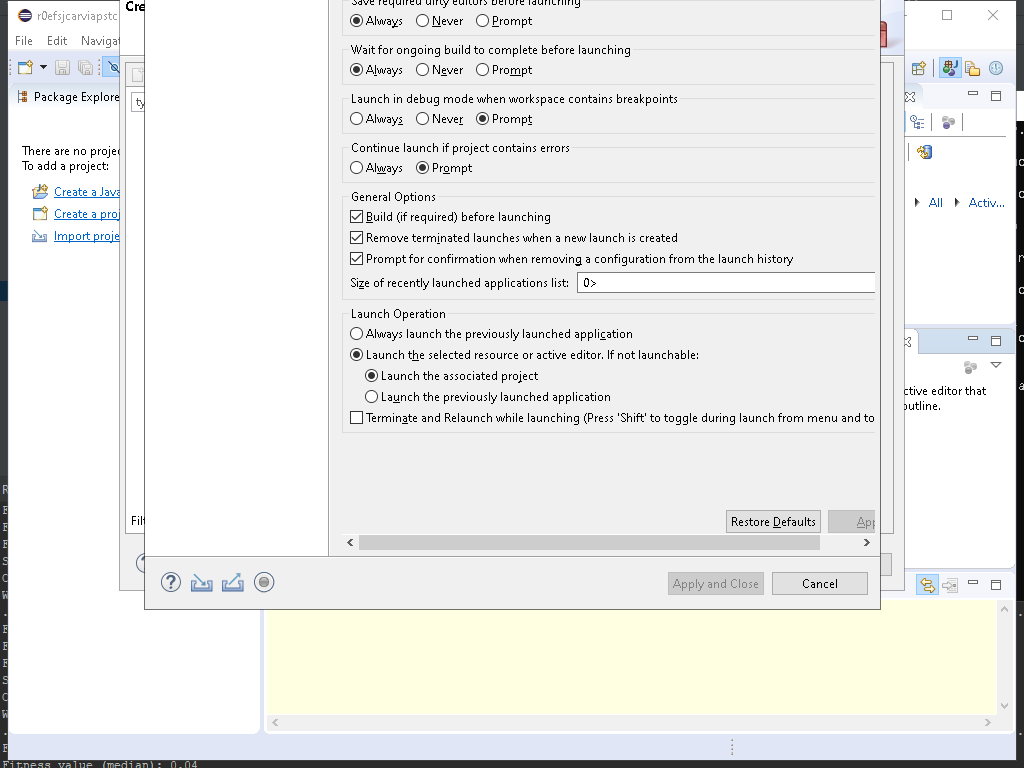 r0efsjcarviapstc
Cre
File Edit Navigat
Package Explore
There are no projec
To add a project:
Create a Java
Create a proj
Import proje
ty
Save required dirty editors before launching
Always Never Prompt
Wait for ongoing build to complete before launching
Always Never Prompt
Launch in debug mode when workspace contains breakpoints
Always Never Prompt
Continue launch if project contains errors
Always Prompt
General Options
Build (if required) before launching
Remove terminated launches when a new launch is created
Prompt for confirmation when removing a configuration from the launch history
Size of recently launched applications list: 0>
Launch Operation
Always launch the previously launched application
Launch the selected resource or active editor. If not launchable:
Launch the associated project
Launch the previously launched application
Terminate and Relaunch while launching (Press 'Shift' to toggle during launch from menu and to
Restore Defaults App
Apply and Close Cancel
Filt
All Activ...
ctive editor that
outline.
Fitness value (median): 0.04